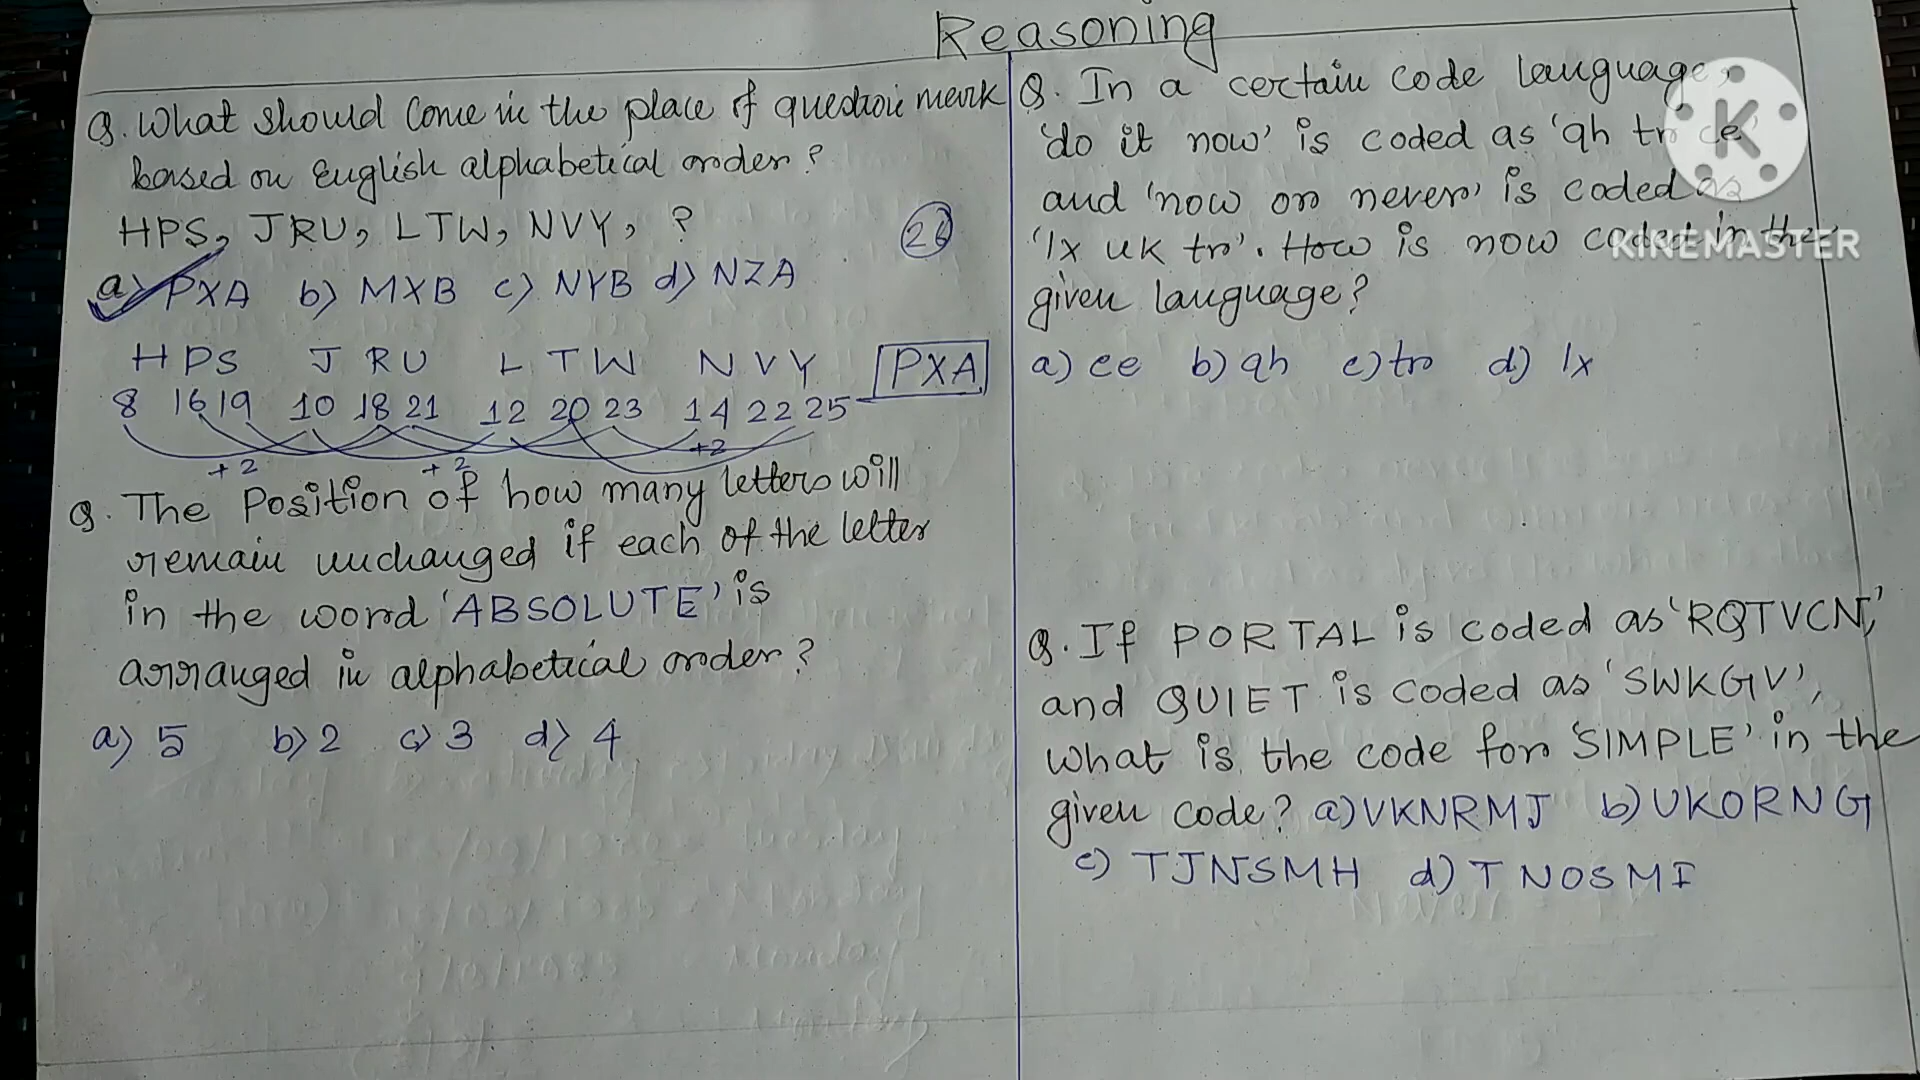 Reasoning
Q. What should come in the place of question mark
based on English alphabetical order?
HPS, JRU, LTW, NVY, ?
26
a) PXA b) MXB c) NYB d) NZA
H P S J R U L T W N V Y PXA
8 16 19 10 18 21 12 20 23 14 22 25
+2 +2 +2
Q. The Position of how many letters will
remain unchanged if each of the letter
in the word 'ABSOLUTE' is
arranged in alphabetical order?
a) 5 b) 2 c) 3 d) 4
Q. In a certain code language,
'do it now' is coded as 'qh tr ce'
and 'now or never' is coded as
'lx uk tr'. How is now coded in the
given language?
a) ce b) qh c) tr d) lx
Q. If PORTAL is coded as 'RQTVCN,'
and QUIET is coded as 'SWKGV',
What is the code for 'SIMPLE' in the
given code? a) VKNRMJ b) UKORNG
c) TJNSMH d) TNOSMI
K
KINEMASTER